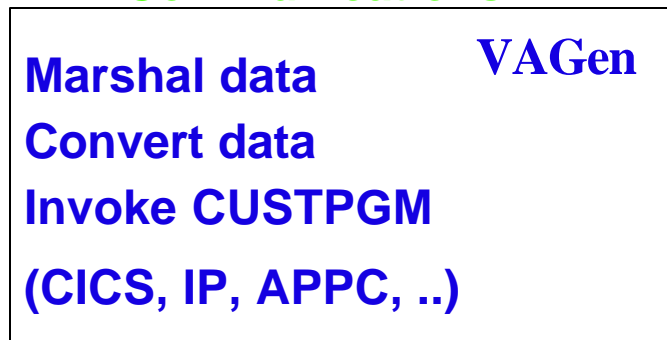 VAGen
Marshal data
Convert data
Invoke CUSTPGM
(CICS, IP, APPC, ..)